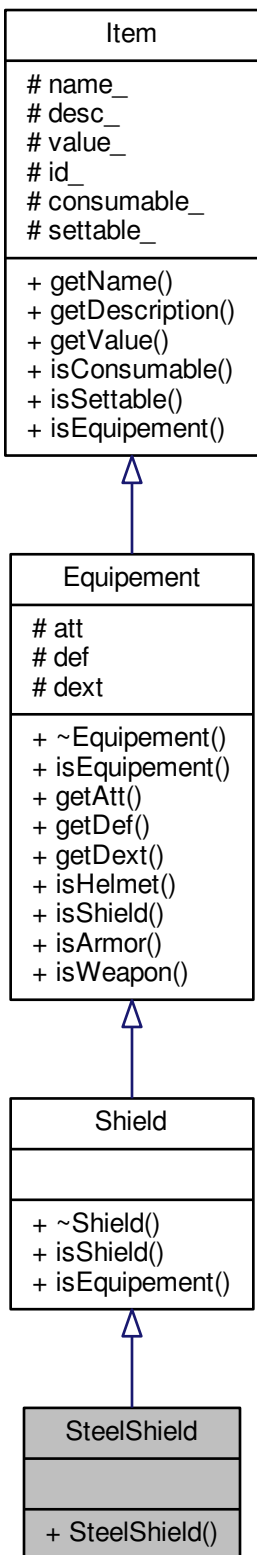 Item
# name_
# desc_
# value_
# id_
# consumable_
# settable_
+ getName()
+ getDescription()
+ getValue()
+ isConsumable()
+ isSettable()
+ isEquipement()
Equipement
# att
# def
# dext
+ ~Equipement()
+ isEquipement()
+ getAtt()
+ getDef()
+ getDext()
+ isHelmet()
+ isShield()
+ isArmor()
+ isWeapon()
Shield
+ ~Shield()
+ isShield()
+ isEquipement()
SteelShield
+ SteelShield()